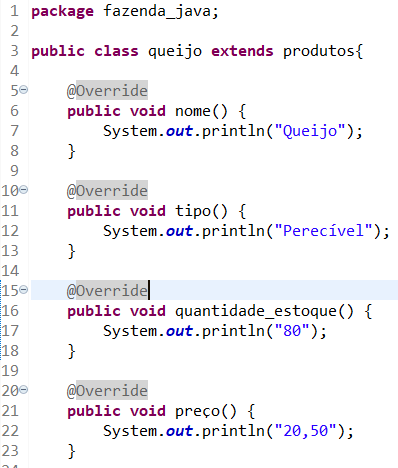 1 package fazenda_java;
2
3 public class queijo extends produtos{
4
5 @Override
6 public void nome() {
7 System.out.println("Queijo");
8 }
9
10 @Override
11 public void tipo() {
12 System.out.println("Perecível");
13 }
14
15 @Override
16 public void quantidade_estoque() {
17 System.out.println("80");
18 }
19
20 @Override
21 public void preço() {
22 System.out.println("20,50");
23 }